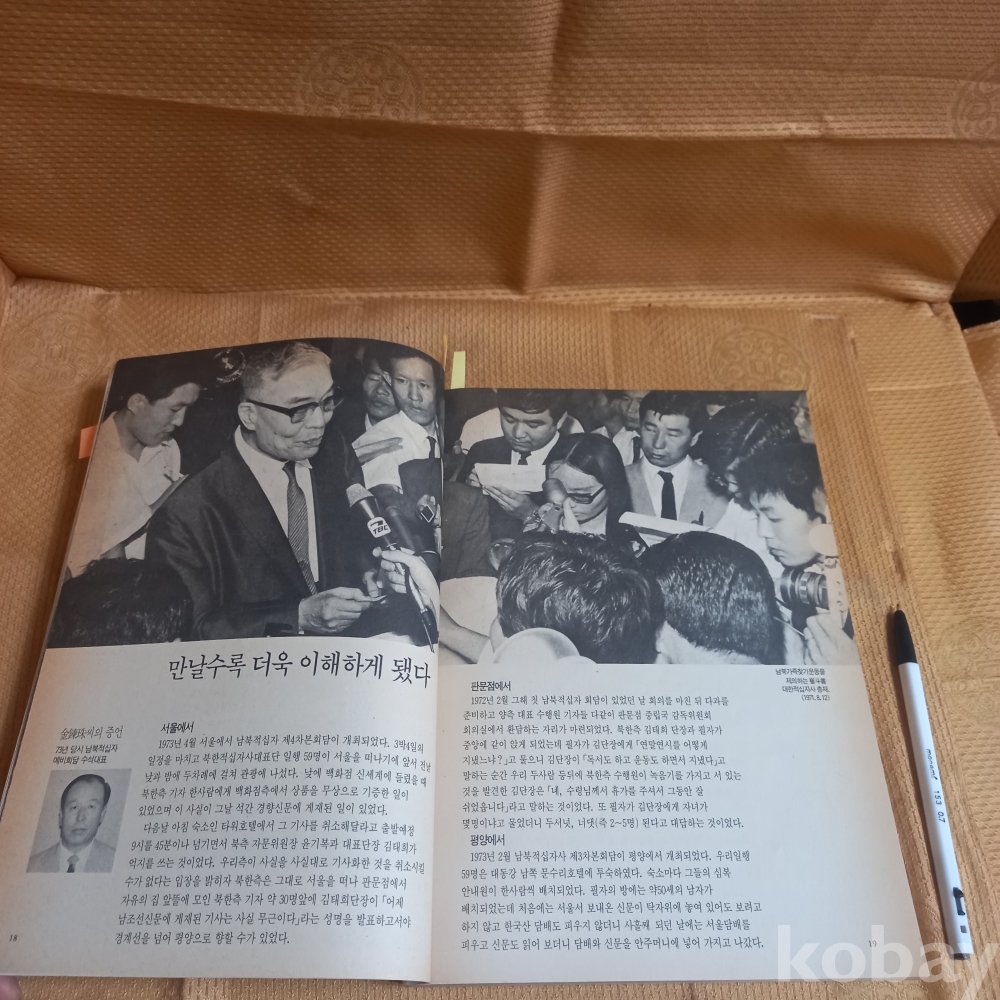 TBC
만날수록 더욱 이해하게 됐다
金鍊珠씨의 증언
73년 당시 남북적십자
예비회담 수석대표
서울에서
1973년 4월 서울에서 남북적십자 제4차본회담이 개최되었다. 3박4일의
일정을 마치고 북한적십자사대표단 일행 59명이 서울을 떠나기에 앞서 전날
낮과 밤에 두차례에 걸쳐 관광에 나섰다. 낮에 백화점 신세계에 들렸을 때
북한측 기자 한사람에게 백화점측에서 상품을 무상으로 기증한 일이
있었으며 이 사실이 그날 석간 경향신문에 게재된 일이 있었다.
다음날 아침 숙소인 타워호텔에서 그 기사를 취소해달라고 출발예정
9시를 45분이나 넘기면서 북측 자문위원장 윤기복과 대표단장 김태희가
억지를 쓰는 것이었다. 우리측이 사실을 사실대로 기사화한 것을 취소시킬
수가 없다는 입장을 밝히자 북한측은 그대로 서울을 떠나 판문점에서
자유의 집 앞뜰에 모인 북한측 기자 약 30명앞에 김태희단장이 「어제
남조선신문에 게재된 기사는 사실 무근이다」라는 성명을 발표하고서야
경계선을 넘어 평양으로 향할 수가 있었다.
18
남북가족찾기운동을
제의하는 崔斗善
대한적십자사 총재.
(1971. 8. 12)
판문점에서
1972년 2월 그해 첫 남북적십자 회담이 있었던 날 회의를 마친 뒤 다과를
준비하고 양측 대표 수행원 기자들 다같이 판문점 중립국 감독위원회
회의실에서 환담하는 자리가 마련되었다. 북한측 김태희 단장과 필자가
중앙에 같이 앉게 되었는데 필자가 김단장에게 「연말연시를 어떻게
지냈느냐？」고 물으니 김단장이 「독서도 하고 운동도 하면서 지냈다」고
말하는 순간 우리 두사람 등뒤에 북한측 수행원이 녹음기를 가지고 서 있는
것을 발견한 김단장은 「네, 수령님께서 휴가를 주셔서 그동안 잘
쉬었읍니다」라고 말하는 것이었다. 또 필자가 김단장에게 자녀가
몇명이냐고 물었더니 두서넛, 너댓(즉 2~5명) 된다고 대답하는 것이었다.
평양에서
1973년 2월 남북적십자사 제3차본회담이 평양에서 개최되었다. 우리일행
59명은 대동강 남쪽 문수리호텔에 투숙하였다. 숙소마다 그들의 심복
안내원이 한사람씩 배치되었다. 필자의 방에는 약50세의 남자가
배치되었는데 처음에는 서울서 보내온 신문이 탁자위에 놓여 있어도 보려고
하지 않고 한국산 담배도 피우지 않더니 사흘째 되던 날에는 서울담배를
피우고 신문도 읽어 보더니 담배와 신문을 안주머니에 넣어 가지고 나갔다.
19
monami 153 0.7
kobay